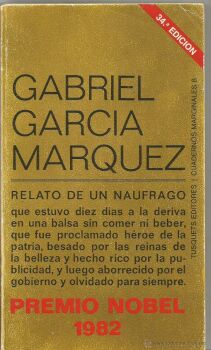 34.ª EDICION
GABRIEL
GARCIA
MARQUEZ
RELATO DE UN NAUFRAGO
que estuvo diez dias a la deriva
en una balsa sin comer ni beber,
que fue proclamado héroe de la
patria, besado por las reinas de
la belleza y hecho rico por la pu-
blicidad, y luego aborrecido por el
gobierno y olvidado para siempre.
PREMIO NOBEL
1982
TUSQUETS EDITORES / CUADERNOS MARGINALES 8